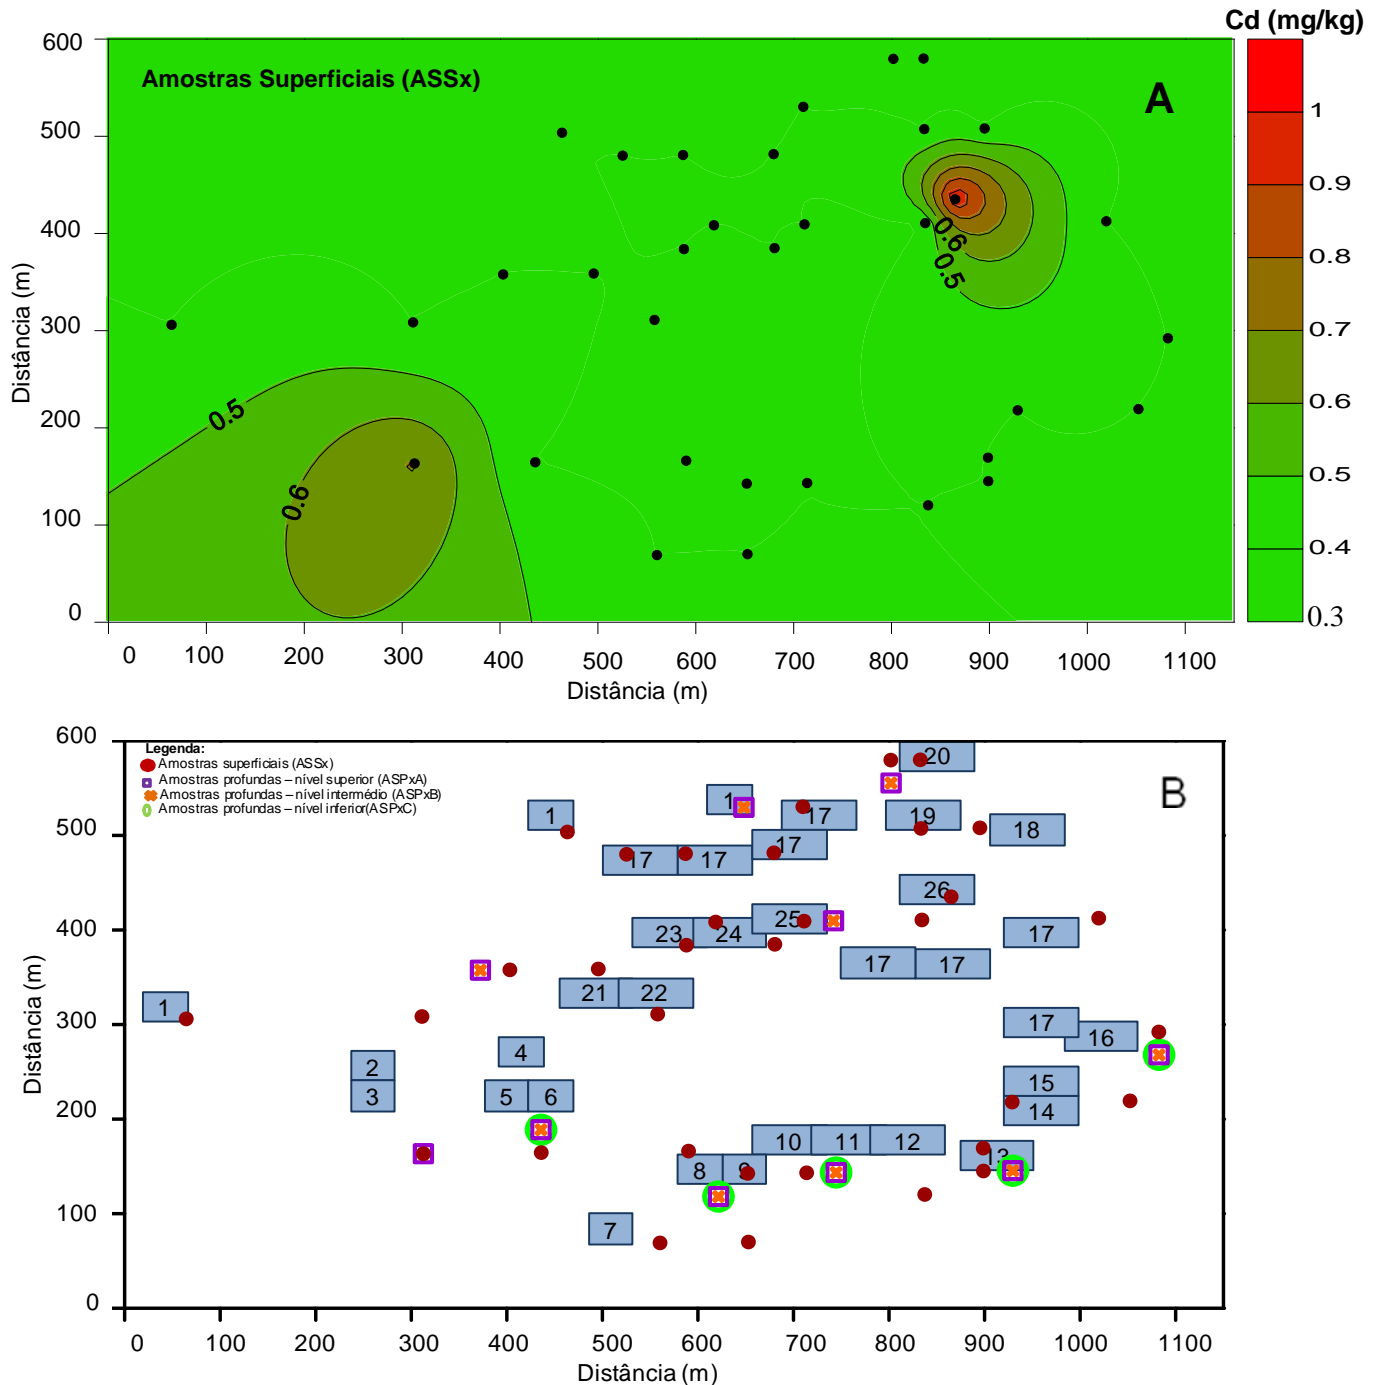 Cd (mg/kg)
Amostras Superficiais (ASSx)
A
600
500
400
300
200
100
0
Distância (m)
0.5
0.6
0.6
0.5
1
0.9
0.8
0.7
0.6
0.5
0.4
0.3
0 100 200 300 400 500 600 700 800 900 1000 1100
Distância (m)
600
500
400
300
200
100
0
Distância (m)
Legenda:
Amostras superficiais (ASSx)
Amostras profundas – nível superior (ASPxA)
Amostras profundas – nível intermédio (ASPxB)
Amostras profundas – nível inferior(ASPxC)
B
20
1
1 17 19 18
17
17 17
26
25
23 24 17
17 17
21 22
1
17
16
4
2
15
3 5 6
14
10 11 12
13
8 9
7
0 100 200 300 400 500 600 700 800 900 1000 1100
Distância (m)